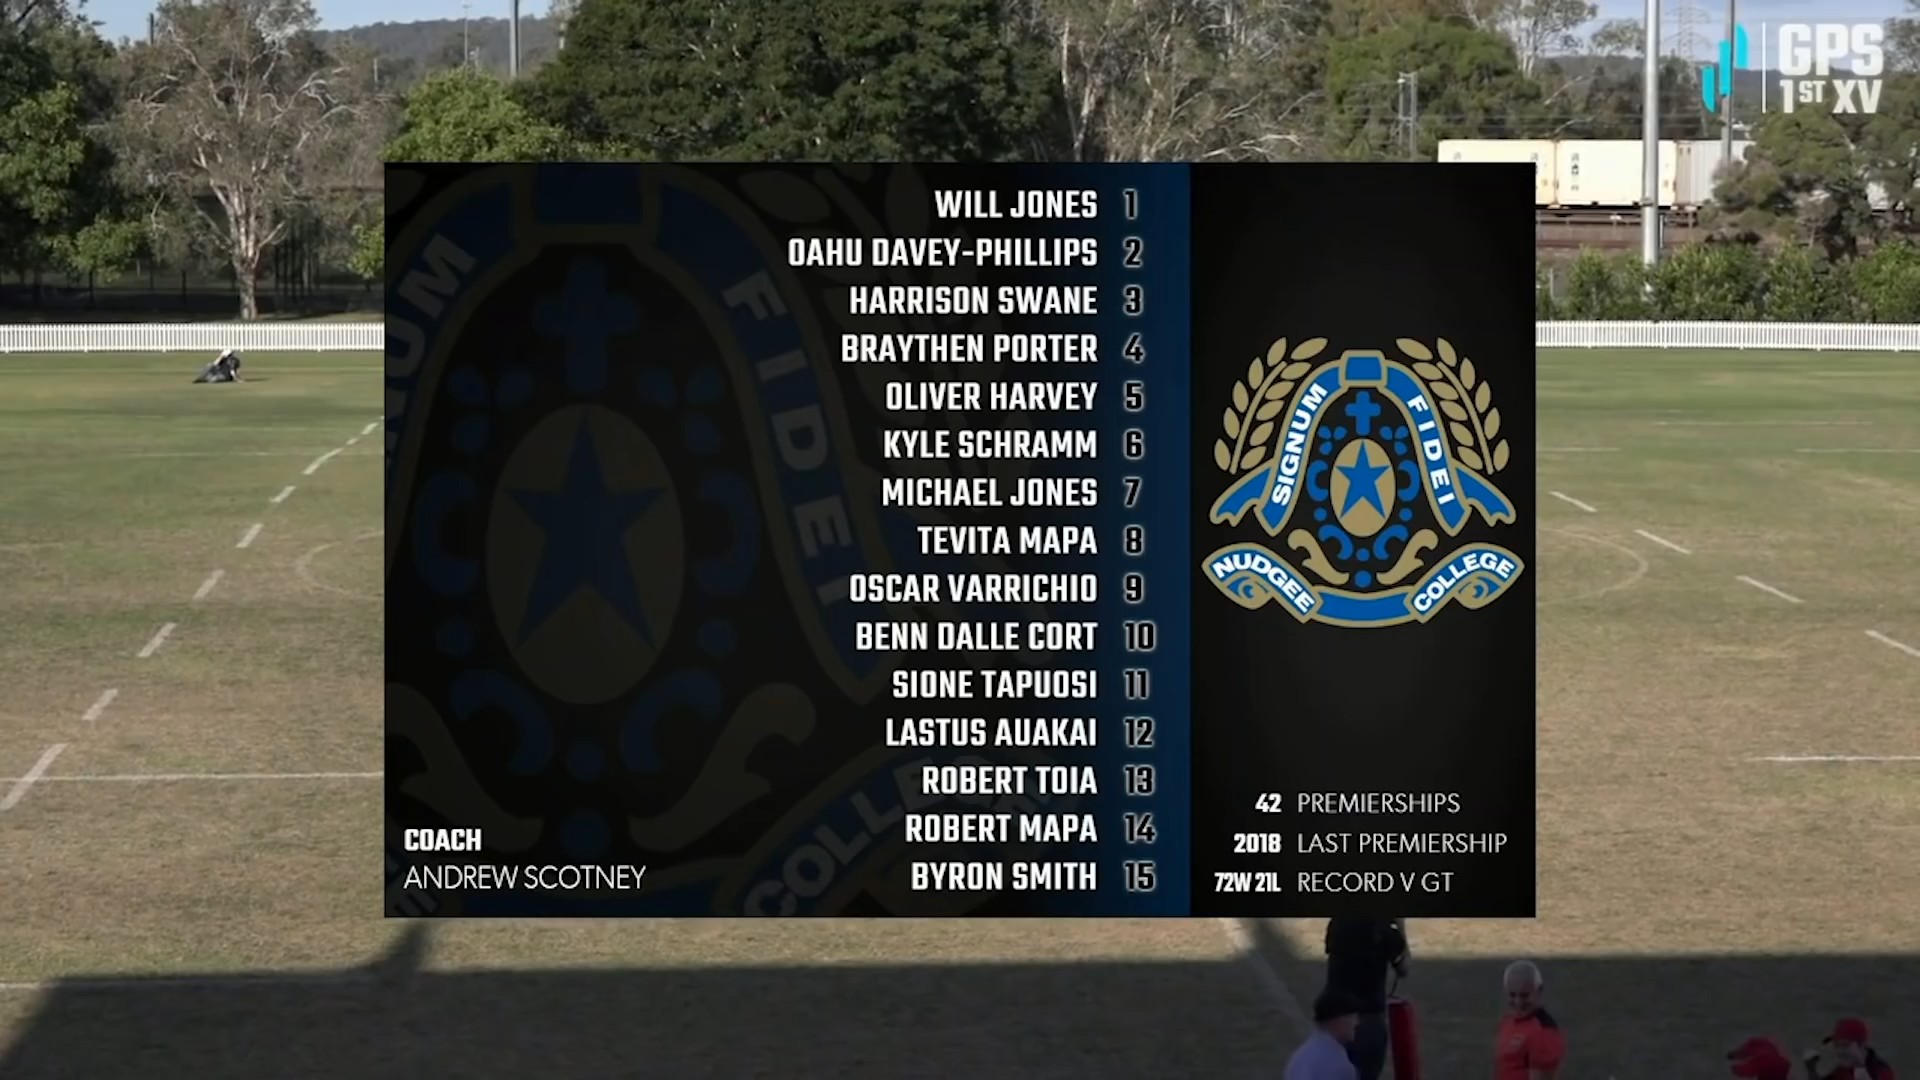 GPS
1ST XV
WILL JONES 1
OAHU DAVEY-PHILLIPS 2
HARRISON SWANE 3
BRAYTHEN PORTER 4
OLIVER HARVEY 5
KYLE SCHRAMM 6
MICHAEL JONES 7
TEVITA MAPA 8
OSCAR VARRICHIO 9
BENN DALLE CORT 10
SIONE TAPUOSI 11
LASTUS AUAKAI 12
ROBERT TOIA 13
ROBERT MAPA 14
BYRON SMITH 15
COACH
ANDREW SCOTNEY
SIGNUM FIDEI
NUDGEE COLLEGE
42 PREMIERSHIPS
2018 LAST PREMIERSHIP
72W 21L RECORD V GT